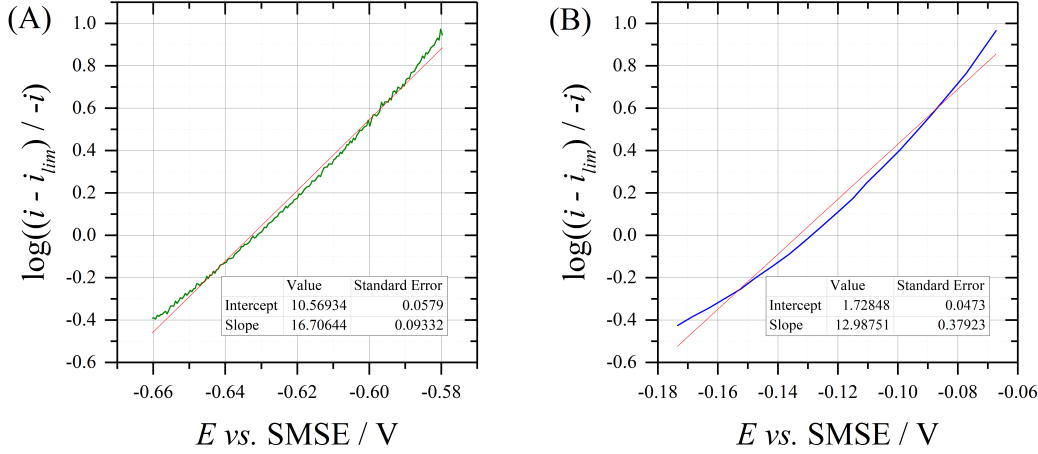 (A)
log((i - i_lim) / -i)
1.0
0.8
0.6
0.4
0.2
0.0
-0.2
-0.4
-0.6
Value Standard Error
Intercept 10.56934 0.0579
Slope 16.70644 0.09332
-0.66 -0.64 -0.62 -0.60 -0.58
E vs. SMSE / V
(B)
log((i - i_lim) / -i)
1.0
0.8
0.6
0.4
0.2
0.0
-0.2
-0.4
-0.6
Value Standard Error
Intercept 1.72848 0.0473
Slope 12.98751 0.37923
-0.18 -0.16 -0.14 -0.12 -0.10 -0.08 -0.06
E vs. SMSE / V